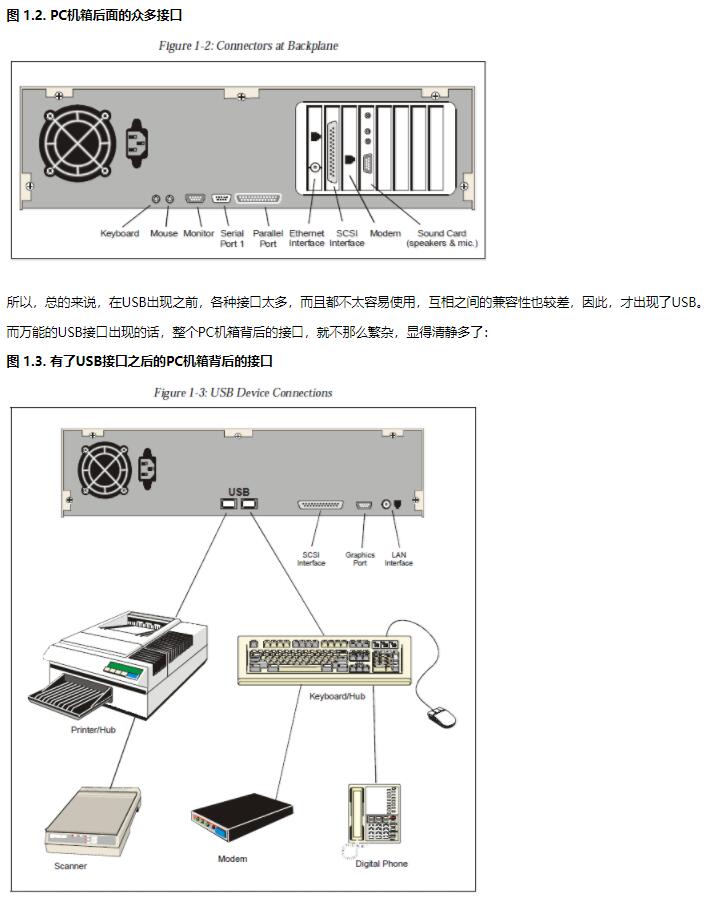 图 1.2. PC机箱后面的众多接口
Figure 1-2: Connectors at Backplane
Keyboard Mouse Monitor Serial Port 1 Parallel Port Ethernet Interface SCSI Interface Modem Sound Card (speakers & mic.)
所以，总的来说，在USB出现之前，各种接口太多，而且都不太容易使用，互相之间的兼容性也较差，因此，才出现了USB。
而万能的USB接口出现的话，整个PC机箱背后的接口，就不那么繁杂，显得清静多了：
图 1.3. 有了USB接口之后的PC机箱背后的接口
Figure 1-3: USB Device Connections
USB
SCSI Interface
Graphics Port
LAN Interface
Keyboard/Hub
Printer/Hub
Scanner
Modem
Digital Phone